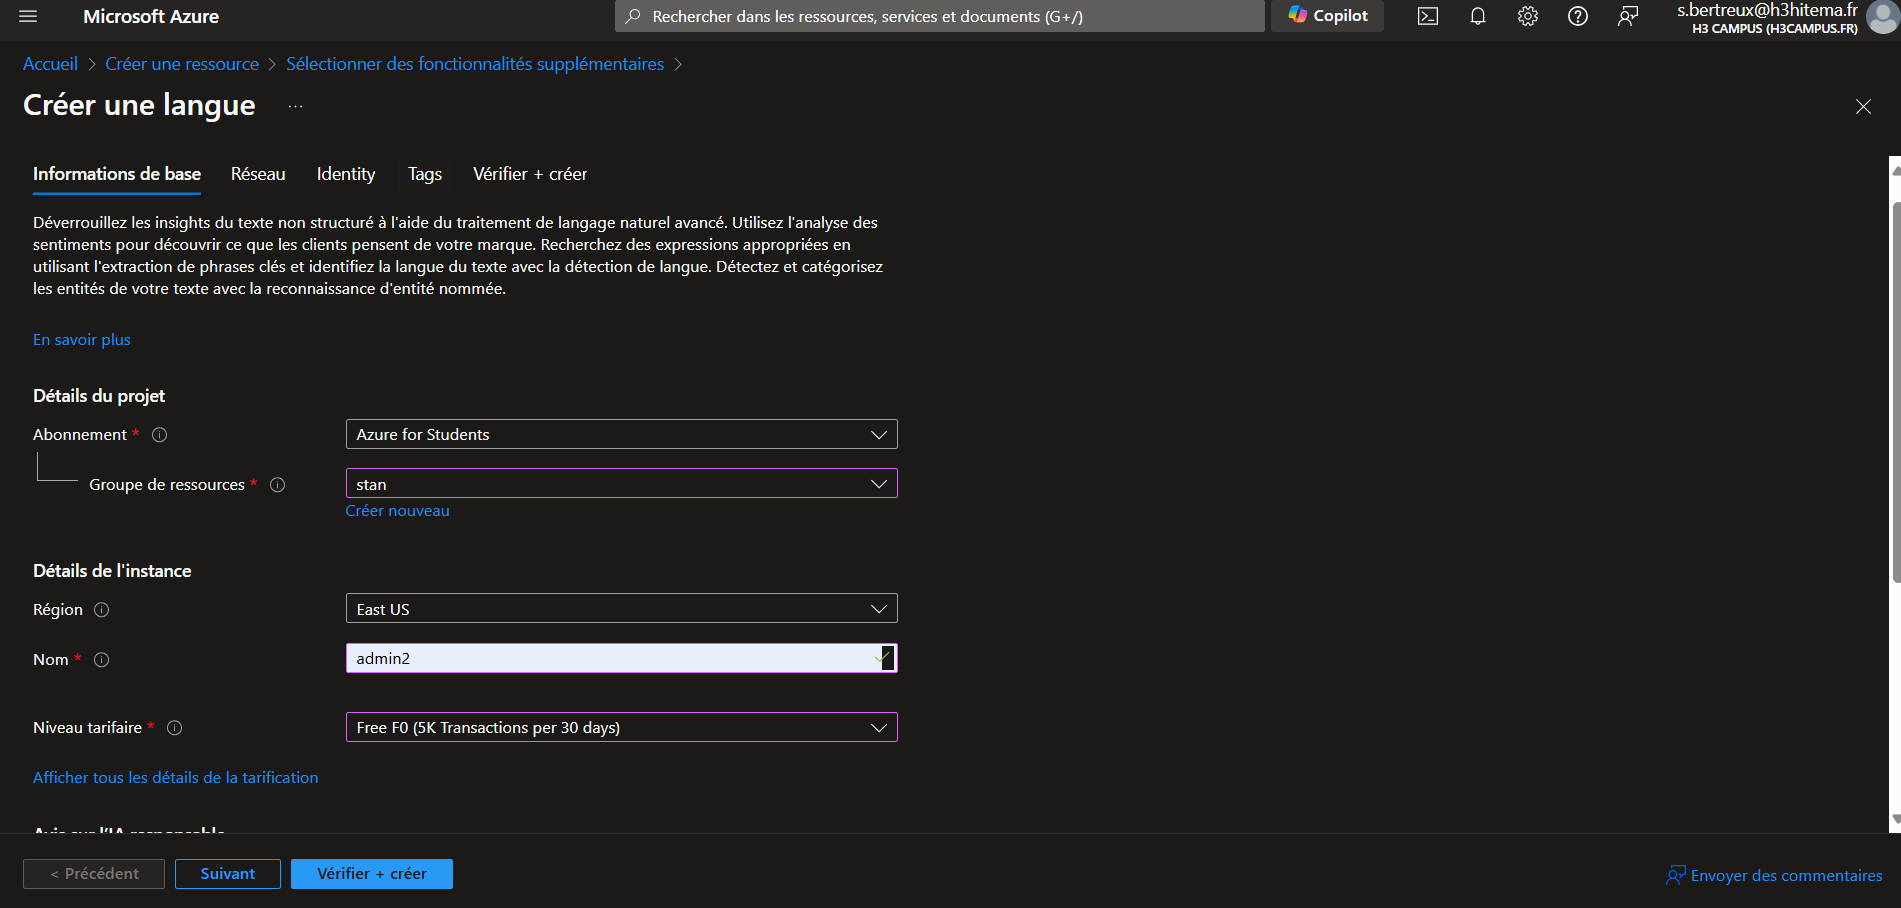 Microsoft Azure
Rechercher dans les ressources, services et documents (G+/)
Copilot
s.bertreux@h3hitema.fr
H3 CAMPUS (H3CAMPUS.FR)
Accueil > Créer une ressource > Sélectionner des fonctionnalités supplémentaires >
Créer une langue ...
Informations de base Réseau Identity Tags Vérifier + créer
Déverrouillez les insights du texte non structuré à l'aide du traitement de langage naturel avancé. Utilisez l'analyse des
sentiments pour découvrir ce que les clients pensent de votre marque. Recherchez des expressions appropriées en
utilisant l'extraction de phrases clés et identifiez la langue du texte avec la détection de langue. Détectez et catégorisez
les entités de votre texte avec la reconnaissance d'entité nommée.
En savoir plus
Détails du projet
Abonnement *
Azure for Students
Groupe de ressources *
stan
Créer nouveau
Détails de l'instance
Région
East US
Nom *
admin2
Niveau tarifaire *
Free F0 (5K Transactions per 30 days)
Afficher tous les détails de la tarification
Avis sur l'IA responsable
< Précédent
Suivant
Vérifier + créer
Envoyer des commentaires